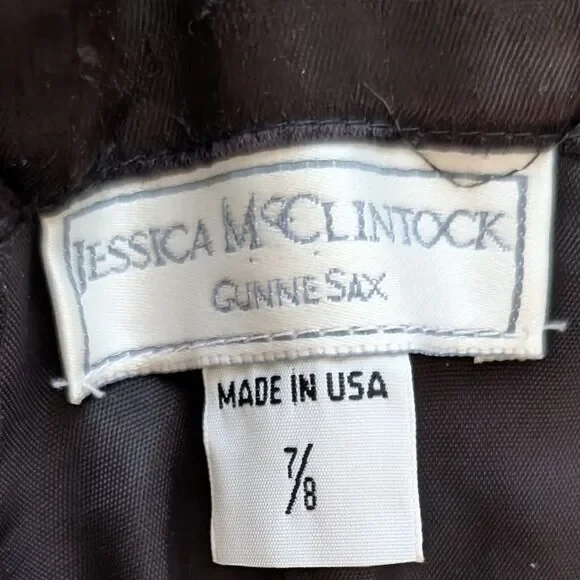 JESSICA McCLINTOCK
GUNNE SAX
MADE IN USA
7/8